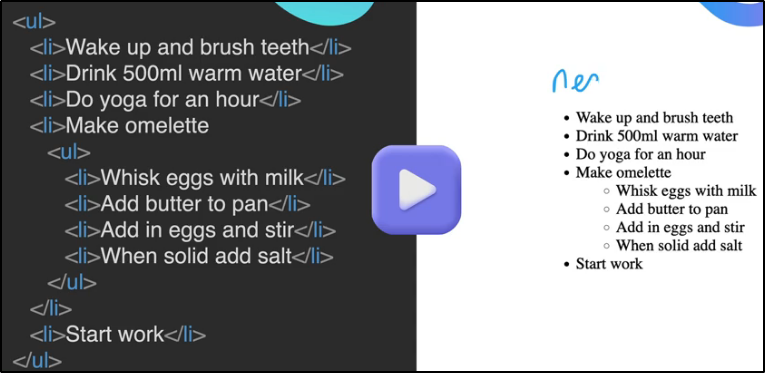 <ul>
<li>Wake up and brush teeth</li>
<li>Drink 500ml warm water</li>
<li>Do yoga for an hour</li>
<li>Make omelette
<ul>
<li>Whisk eggs with milk</li>
<li>Add butter to pan</li>
<li>Add in eggs and stir</li>
<li>When solid add salt</li>
</ul>
</li>
<li>Start work</li>
</ul>
• Wake up and brush teeth
• Drink 500ml warm water
• Do yoga for an hour
• Make omelette
◦ Whisk eggs with milk
◦ Add butter to pan
◦ Add in eggs and stir
◦ When solid add salt
• Start work